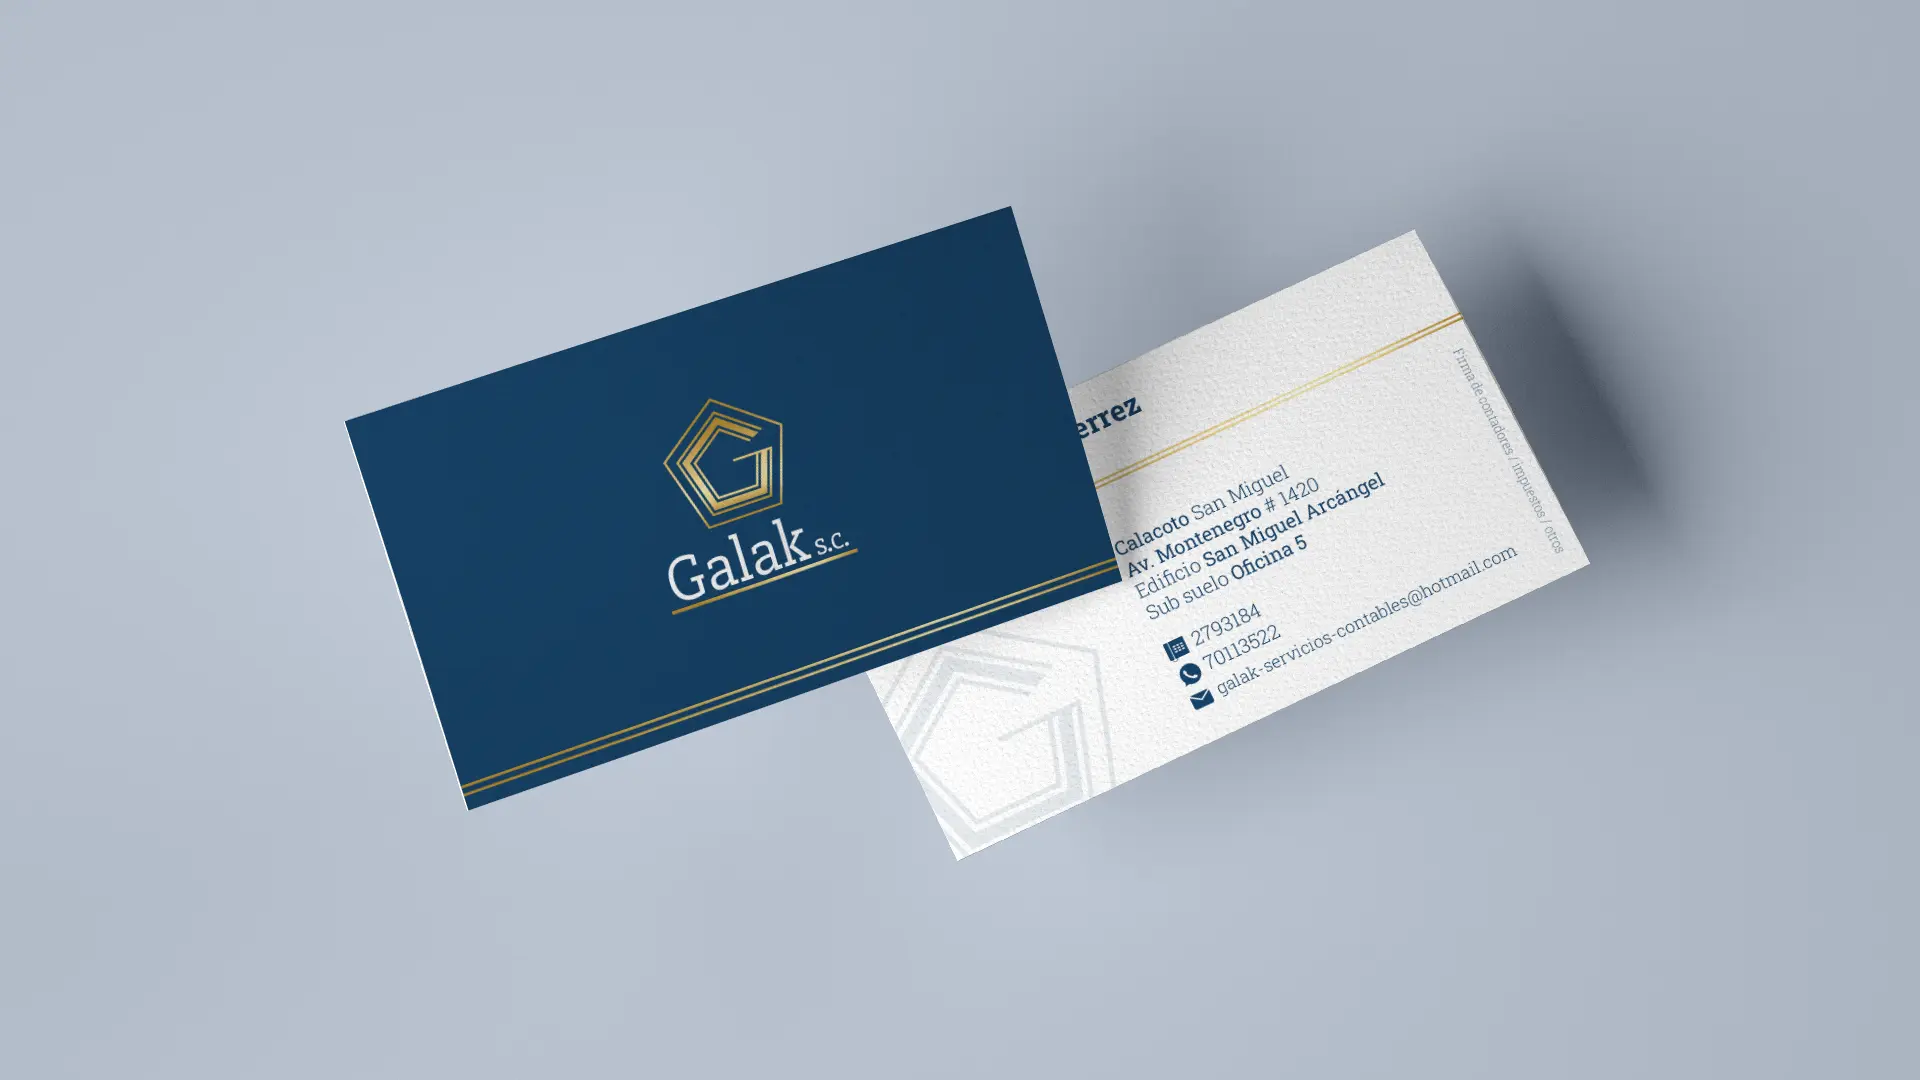 Galak s.c.
Calacoto San Miguel
Av. Montenegro # 1420
Edificio San Miguel Arcángel
Sub suelo Oficina 5
2793184
70113522
galak-servicios-contables@hotmail.com
Firma de contadores / impuestos / otros